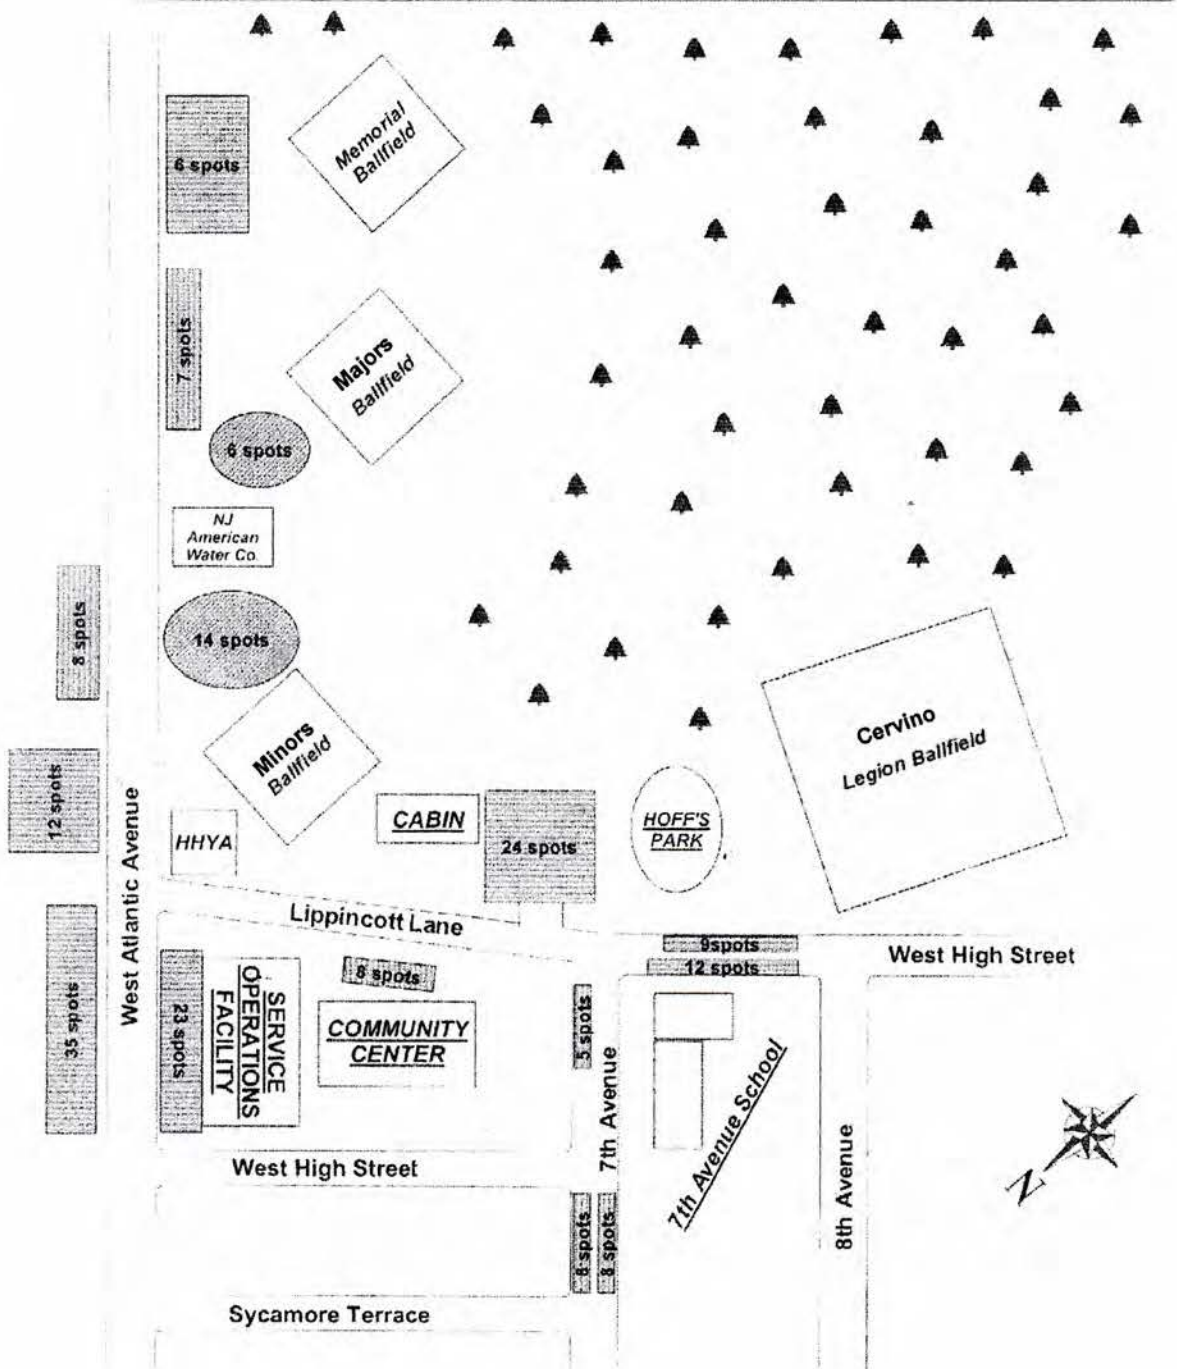 6 spots
Memorial
Ballfield
7 spots
Majors
Ballfield
6 spots
NJ
American
Water Co.
8 spots
14 spots
Cervino
Legion Ballfield
12 spots
Minors
Ballfield
HHYA
CABIN
24 spots
HOFF'S
PARK
West Atlantic Avenue
Lippincott Lane
9spots
12 spots
West High Street
35 spots
23 spots
SERVICE
OPERATIONS
FACILITY
8 spots
COMMUNITY
CENTER
5 spots
7th Avenue
7th Avenue School
8th Avenue
N
West High Street
8 spots
Sycamore Terrace